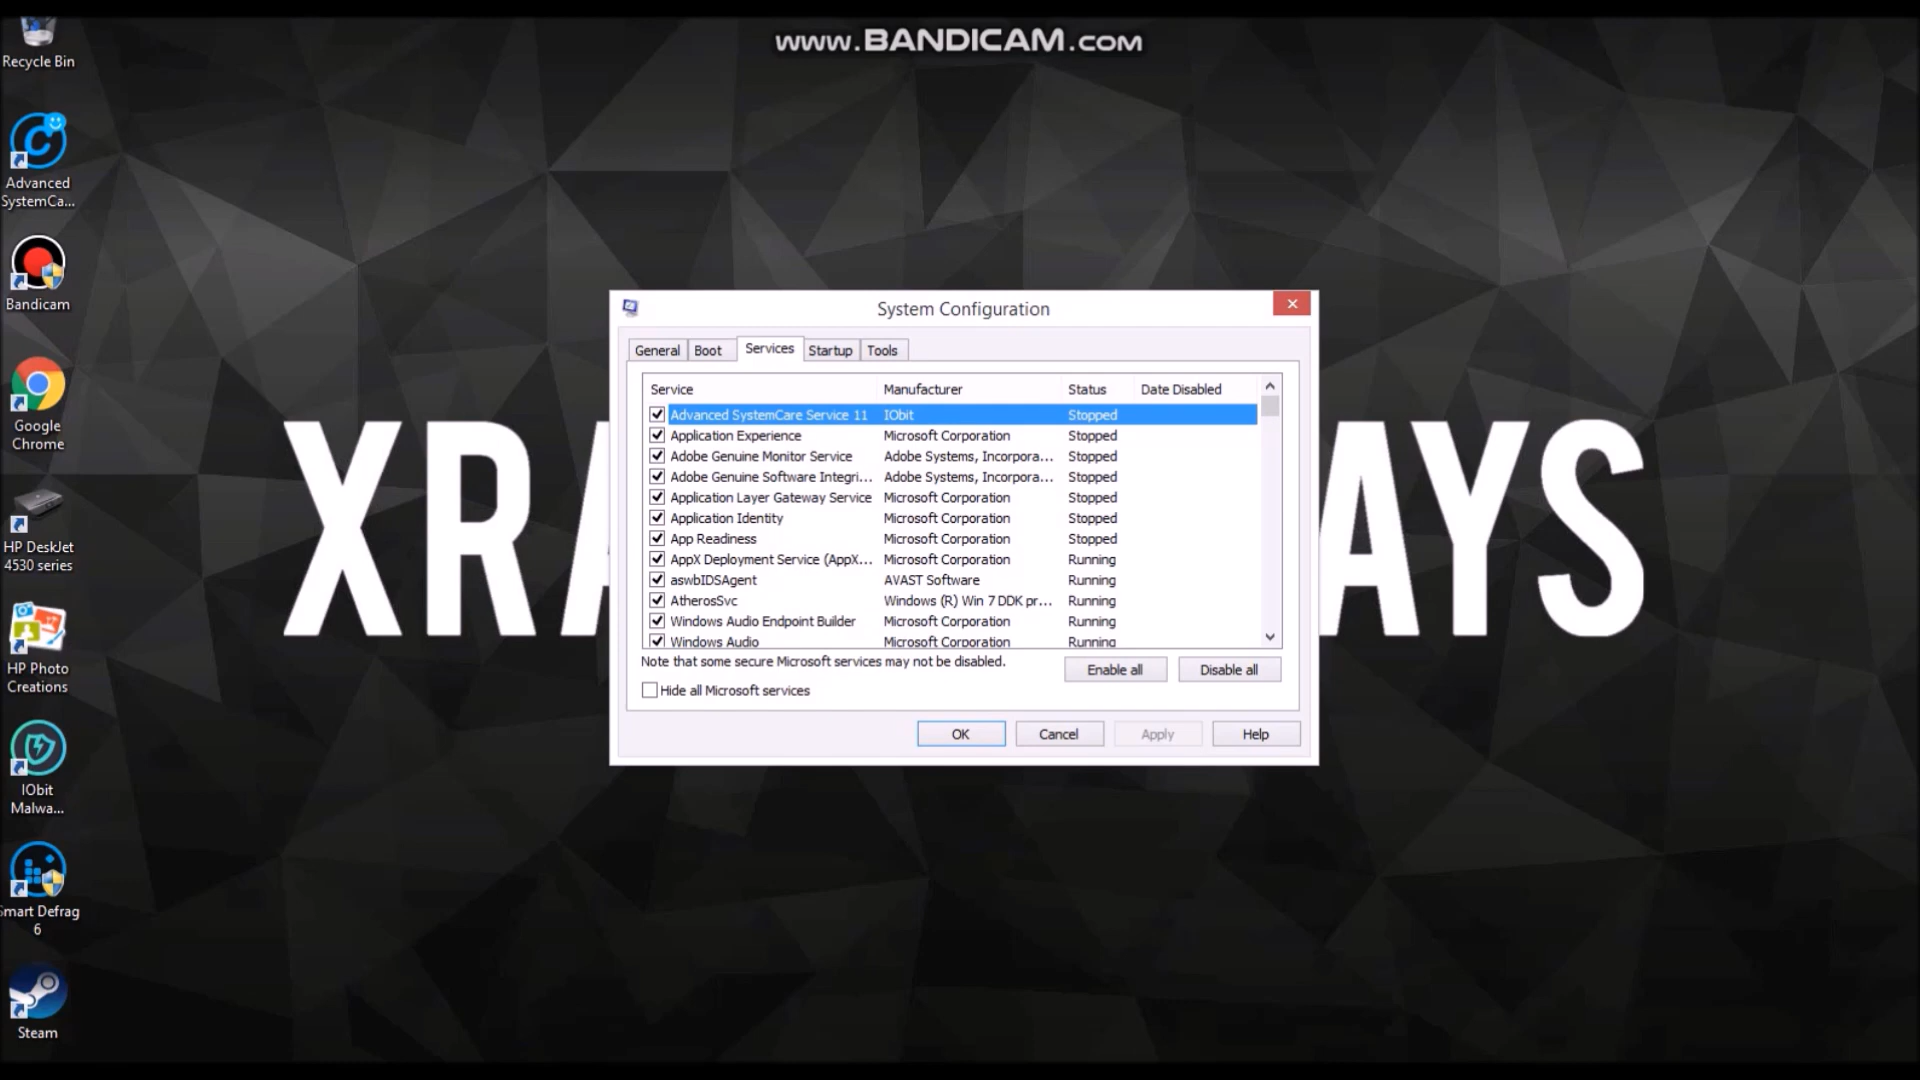 www.BANDICAM.com
Recycle Bin
Advanced
SystemCa...
Bandicam
Google
Chrome
HP DeskJet
4530 series
HP Photo
Creations
IObit
Malwa...
Smart Defrag
6
Steam
XRA
AYS
System Configuration
General Boot Services Startup Tools
Service Manufacturer Status Date Disabled
Advanced SystemCare Service 11 IObit Stopped
Application Experience Microsoft Corporation Stopped
Adobe Genuine Monitor Service Adobe Systems, Incorpora... Stopped
Adobe Genuine Software Integri... Adobe Systems, Incorpora... Stopped
Application Layer Gateway Service Microsoft Corporation Stopped
Application Identity Microsoft Corporation Stopped
App Readiness Microsoft Corporation Stopped
AppX Deployment Service (AppX... Microsoft Corporation Running
aswbIDSAgent AVAST Software Running
AtherosSvc Windows (R) Win 7 DDK pr... Running
Windows Audio Endpoint Builder Microsoft Corporation Running
Windows Audio Microsoft Corporation Running
Note that some secure Microsoft services may not be disabled.
Enable all Disable all
Hide all Microsoft services
OK Cancel Apply Help